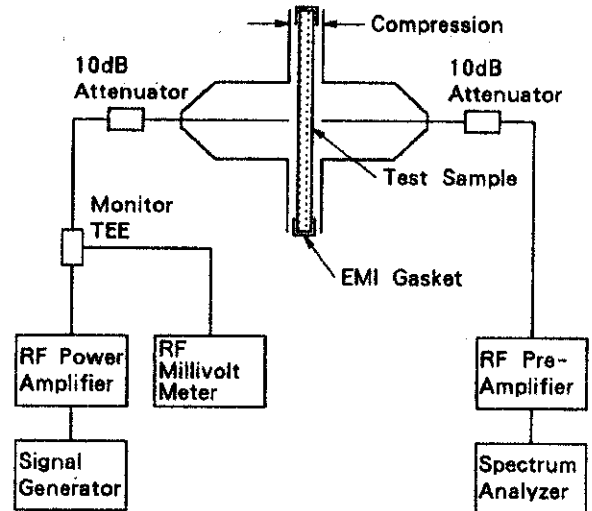 Compression
10dB
Attenuator
10dB
Attenuator
Test Sample
Monitor
TEE
EMI Gasket
RF Power
Amplifier
RF
Millivolt
Meter
RF Pre-
Amplifier
Signal
Generator
Spectrum
Analyzer